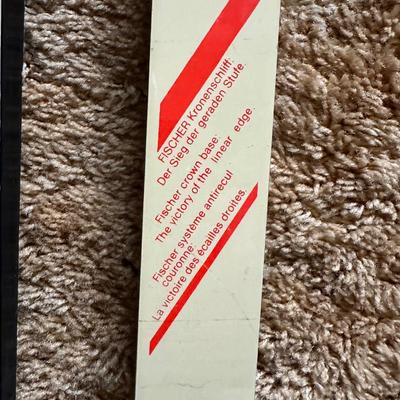 FISCHER Kronenschliff:
Der Sieg der geraden Stufe.
Fischer crown base:
The victory of the linear edge
Fischer système antirecul
couronne:
La victoire des écailles droites.